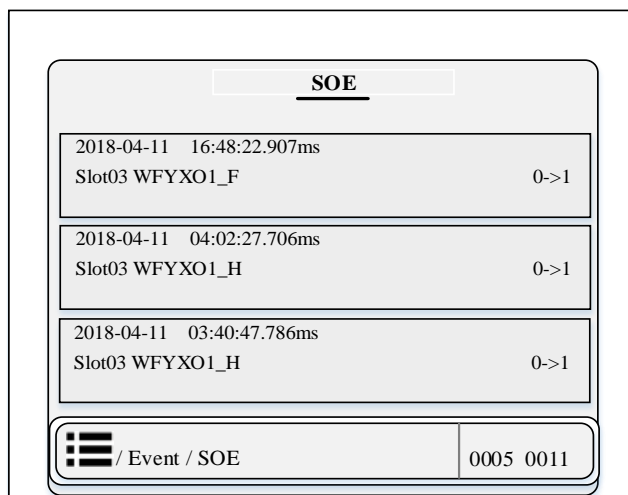 SOE
2018-04-11 16:48:22.907ms
Slot03 WFYXO1_F 0->1
2018-04-11 04:02:27.706ms
Slot03 WFYXO1_H 0->1
2018-04-11 03:40:47.786ms
Slot03 WFYXO1_H 0->1
/ Event / SOE 0005 0011